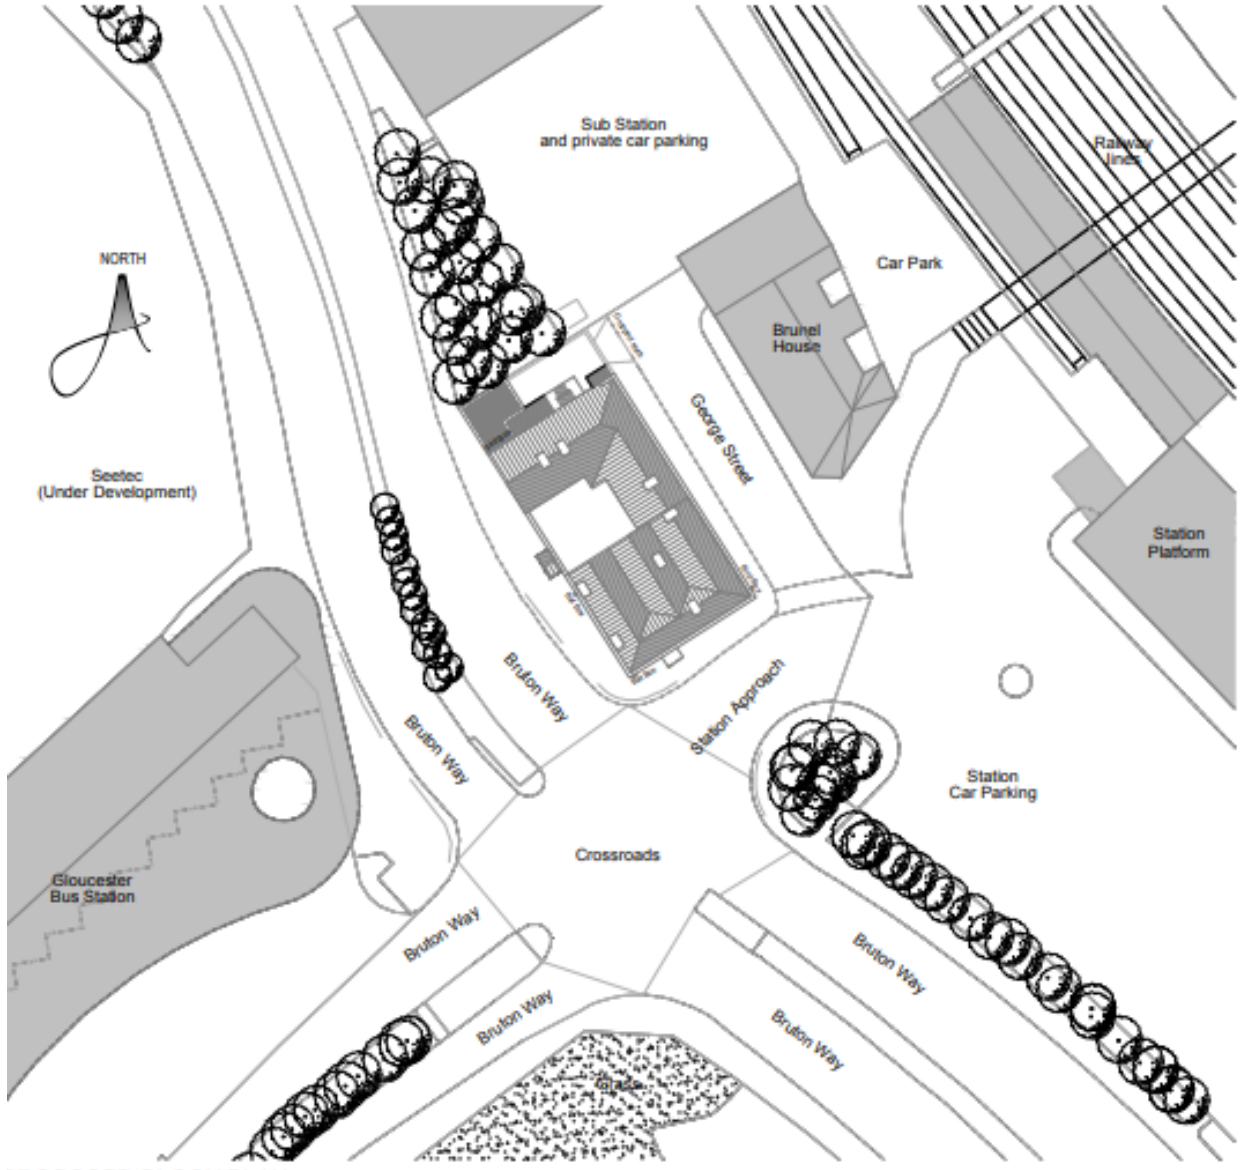 Sub Station
and private car parking
Railway
lines
NORTH
Car Park
Brunel
House
George Street
Seetec
(Under Development)
Station
Platform
Bruton Way
Station Approach
Bruton Way
Station
Car Parking
Crossroads
Gloucester
Bus Station
Bruton Way
Bruton Way
Bruton Way
Bruton Way
Grass